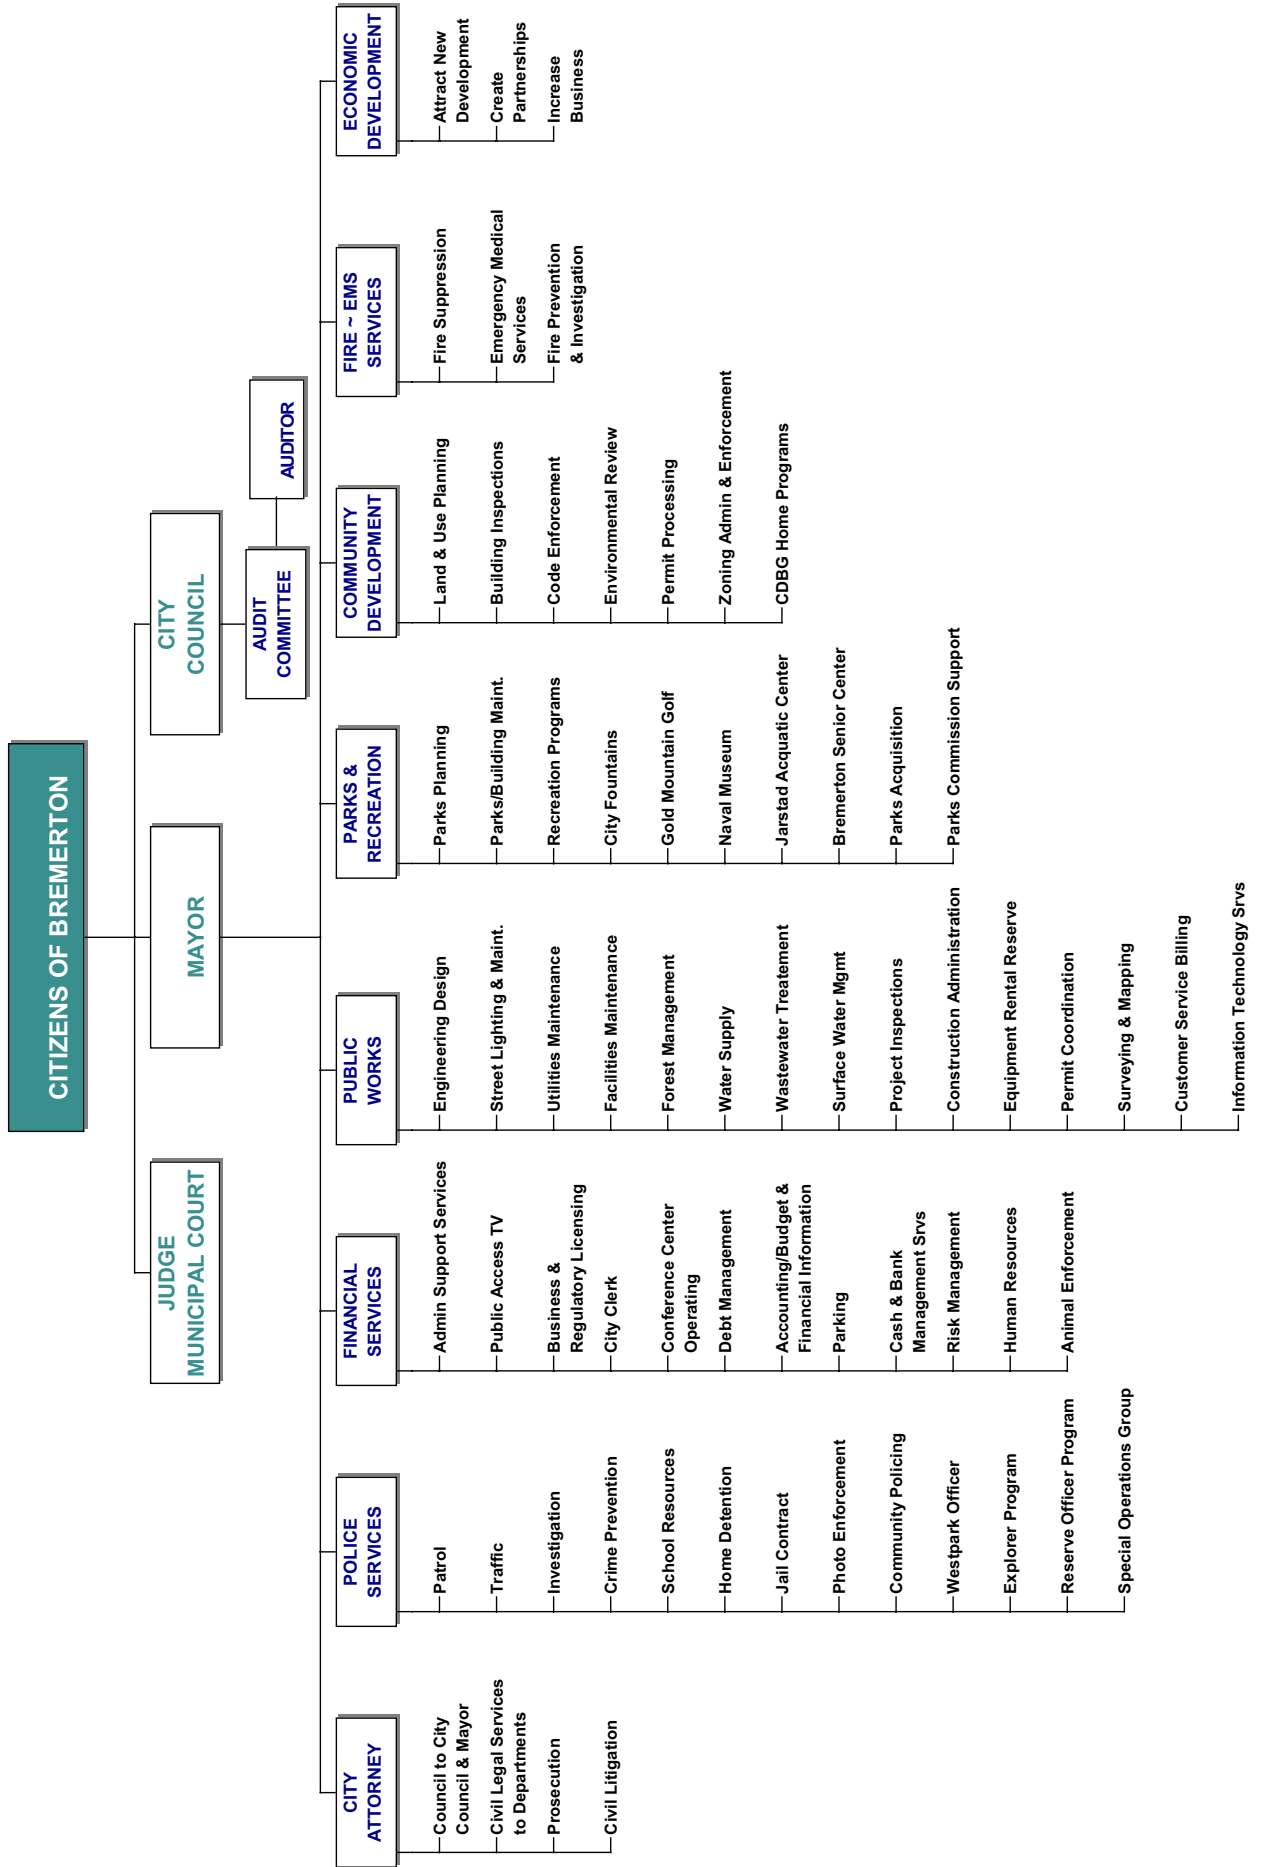 CITIZENS OF BREMERTON
JUDGE
MUNICIPAL COURT
MAYOR
CITY
COUNCIL
AUDIT
COMMITTEE
AUDITOR
CITY
ATTORNEY
Council to City
Council & Mayor
Civil Legal Services
to Departments
Prosecution
Civil Litigation
POLICE
SERVICES
Patrol
Traffic
Investigation
Crime Prevention
School Resources
Home Detention
Jail Contract
Photo Enforcement
Community Policing
Westpark Officer
Explorer Program
Reserve Officer Program
Special Operations Group
FINANCIAL
SERVICES
Admin Support Services
Public Access TV
Business &
Regulatory Licensing
City Clerk
Conference Center
Operating
Debt Management
Accounting/Budget &
Financial Information
Parking
Cash & Bank
Management Srvs
Risk Management
Human Resources
Animal Enforcement
PUBLIC
WORKS
Engineering Design
Street Lighting & Maint.
Utilities Maintenance
Facilities Maintenance
Forest Management
Water Supply
Wastewater Treatement
Surface Water Mgmt
Project Inspections
Construction Administration
Equipment Rental Reserve
Permit Coordination
Surveying & Mapping
Customer Service Billing
Information Technology Srvs
PARKS &
RECREATION
Parks Planning
Parks/Building Maint.
Recreation Programs
City Fountains
Gold Mountain Golf
Naval Museum
Jarstad Acquatic Center
Bremerton Senior Center
Parks Acquisition
Parks Commission Support
COMMUNITY
DEVELOPMENT
Land & Use Planning
Building Inspections
Code Enforcement
Environmental Review
Permit Processing
Zoning Admin & Enforcement
CDBG Home Programs
FIRE ~ EMS
SERVICES
Fire Suppression
Emergency Medical
Services
Fire Prevention
& Investigation
ECONOMIC
DEVELOPMENT
Attract New
Development
Create
Partnerships
Increase
Business